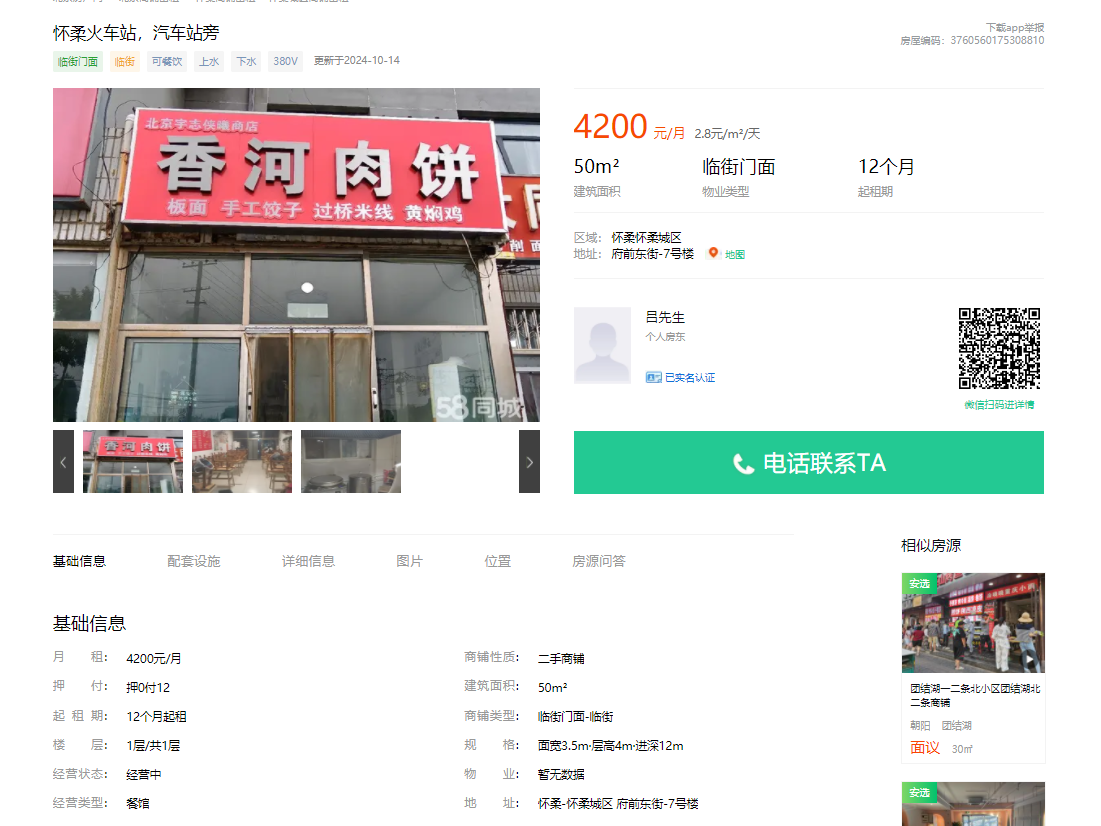 怀柔火车站，汽车站旁
下载app举报
房屋编码：3760560175308810
临街门面 临街 可餐饮 上水 下水 380V 更新于2024-10-14
北京宇志侠曦商店
香河肉饼
板面 手工饺子 过桥米线 黄焖鸡
削面
58同城
4200 元/月 2.8元/m²/天
50m² 临街门面 12个月
建筑面积 物业类型 起租期
区域： 怀柔怀柔城区
地址： 府前东街-7号楼 地图
吕先生
个人房东
已实名认证
微信扫码进详情
电话联系TA
香河肉饼
基础信息 配套设施 详细信息 图片 位置 房源问答
相似房源
基础信息
月租： 4200元/月 商铺性质： 二手商铺
押付： 押0付12 建筑面积： 50m²
起租期： 12个月起租 商铺类型： 临街门面-临街
楼层： 1层/共1层 规格： 面宽3.5m·层高4m·进深12m
经营状态： 经营中 物业： 暂无数据
经营类型： 餐馆 地址： 怀柔-怀柔城区 府前东街-7号楼
安选
团结湖一二条北小区团结湖北
二条商铺
朝阳 团结湖
面议 30㎡
安选